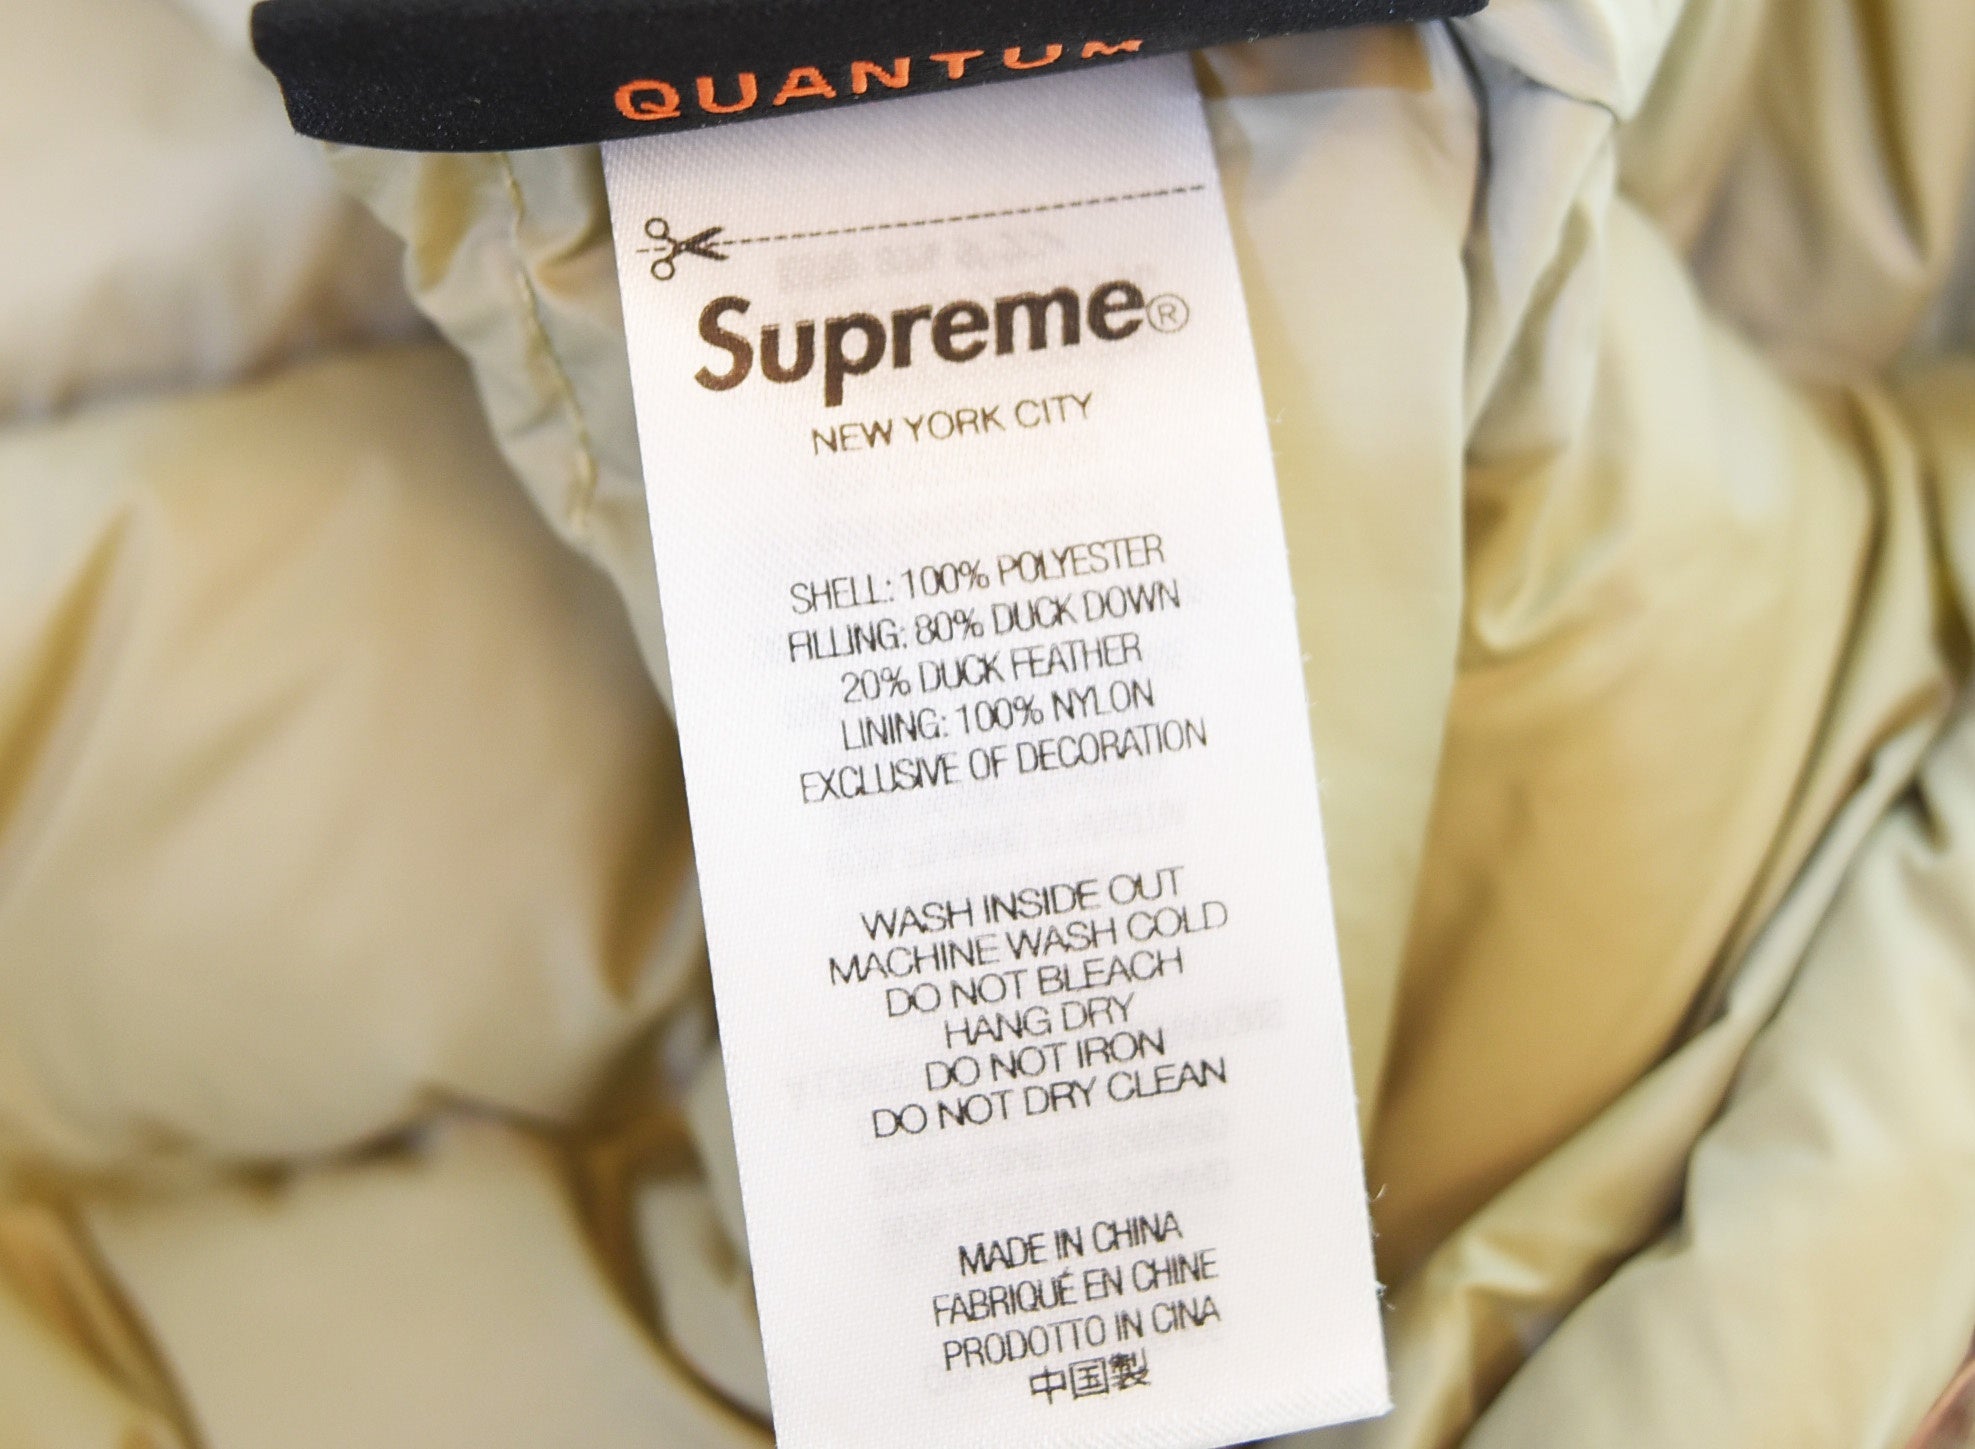 QUANTUM
Supreme®
NEW YORK CITY
SHELL: 100% POLYESTER
FILLING: 80% DUCK DOWN
20% DUCK FEATHER
LINING: 100% NYLON
EXCLUSIVE OF DECORATION
WASH INSIDE OUT
MACHINE WASH COLD
DO NOT BLEACH
HANG DRY
DO NOT IRON
DO NOT DRY CLEAN
MADE IN CHINA
FABRIQUÉ EN CHINE
PRODOTTO IN CINA
中国製